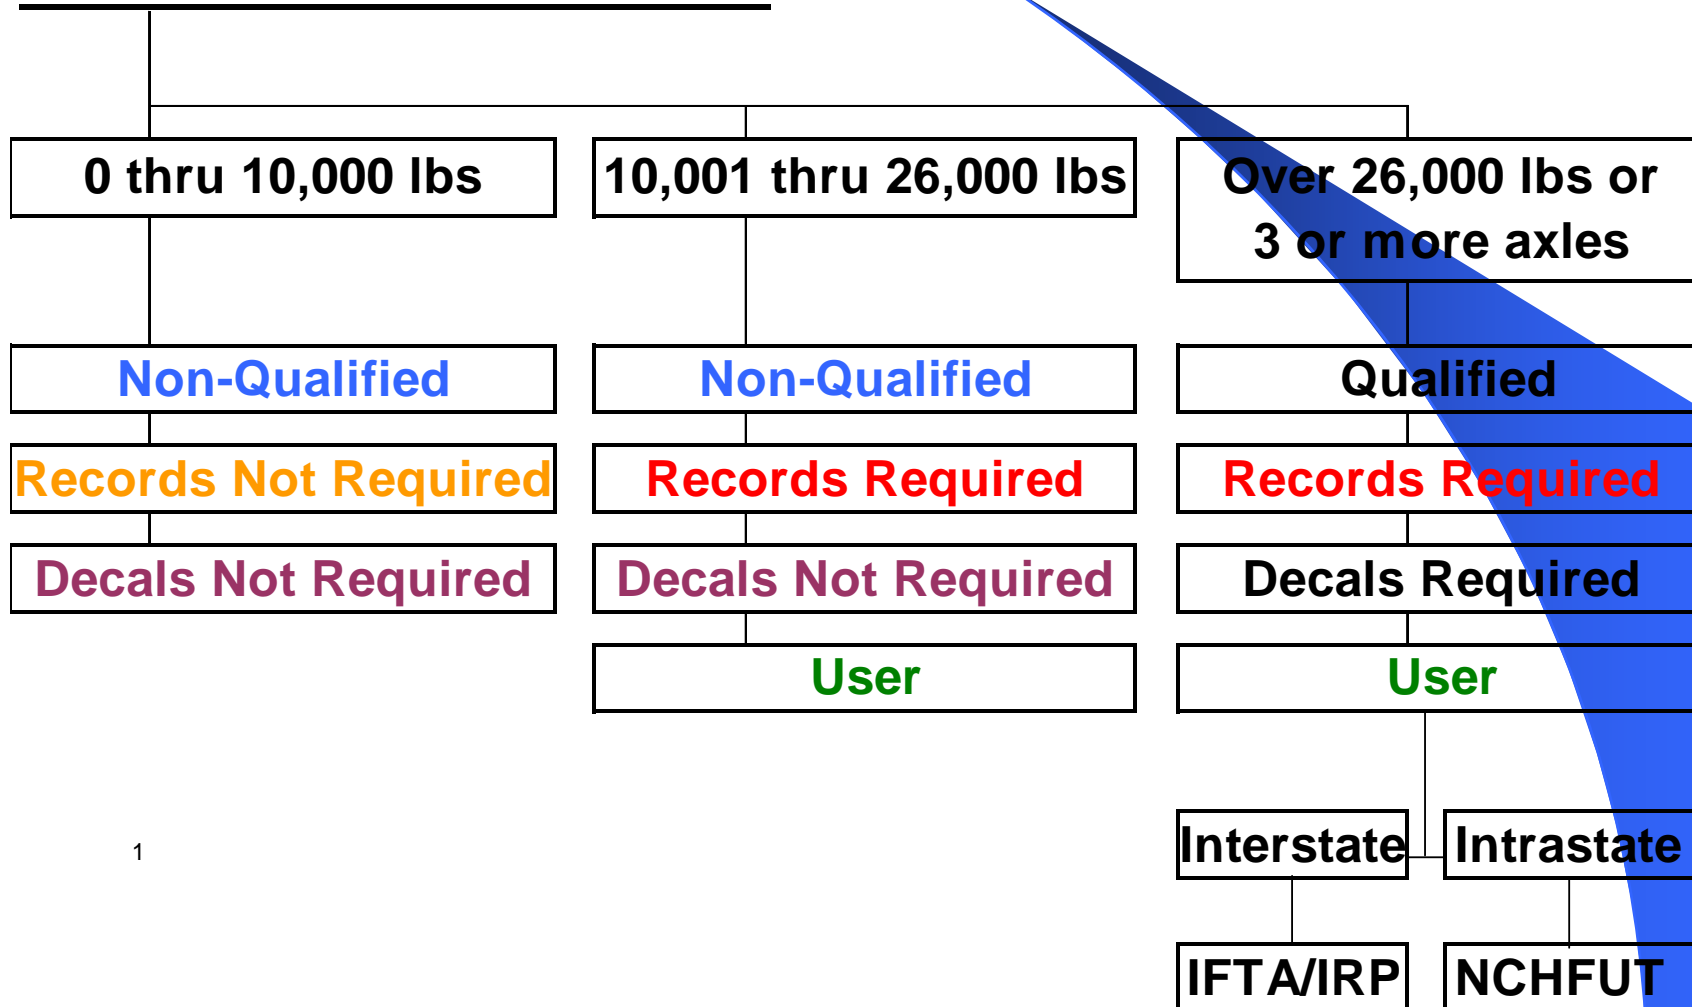 0 thru 10,000 lbs
10,001 thru 26,000 lbs
Over 26,000 lbs or
3 or more axles
Non-Qualified
Non-Qualified
Qualified
Records Not Required
Records Required
Records Required
Decals Not Required
Decals Not Required
Decals Required
User
User
Interstate
Intrastate
1
IFTA/IRP
NCHFUT